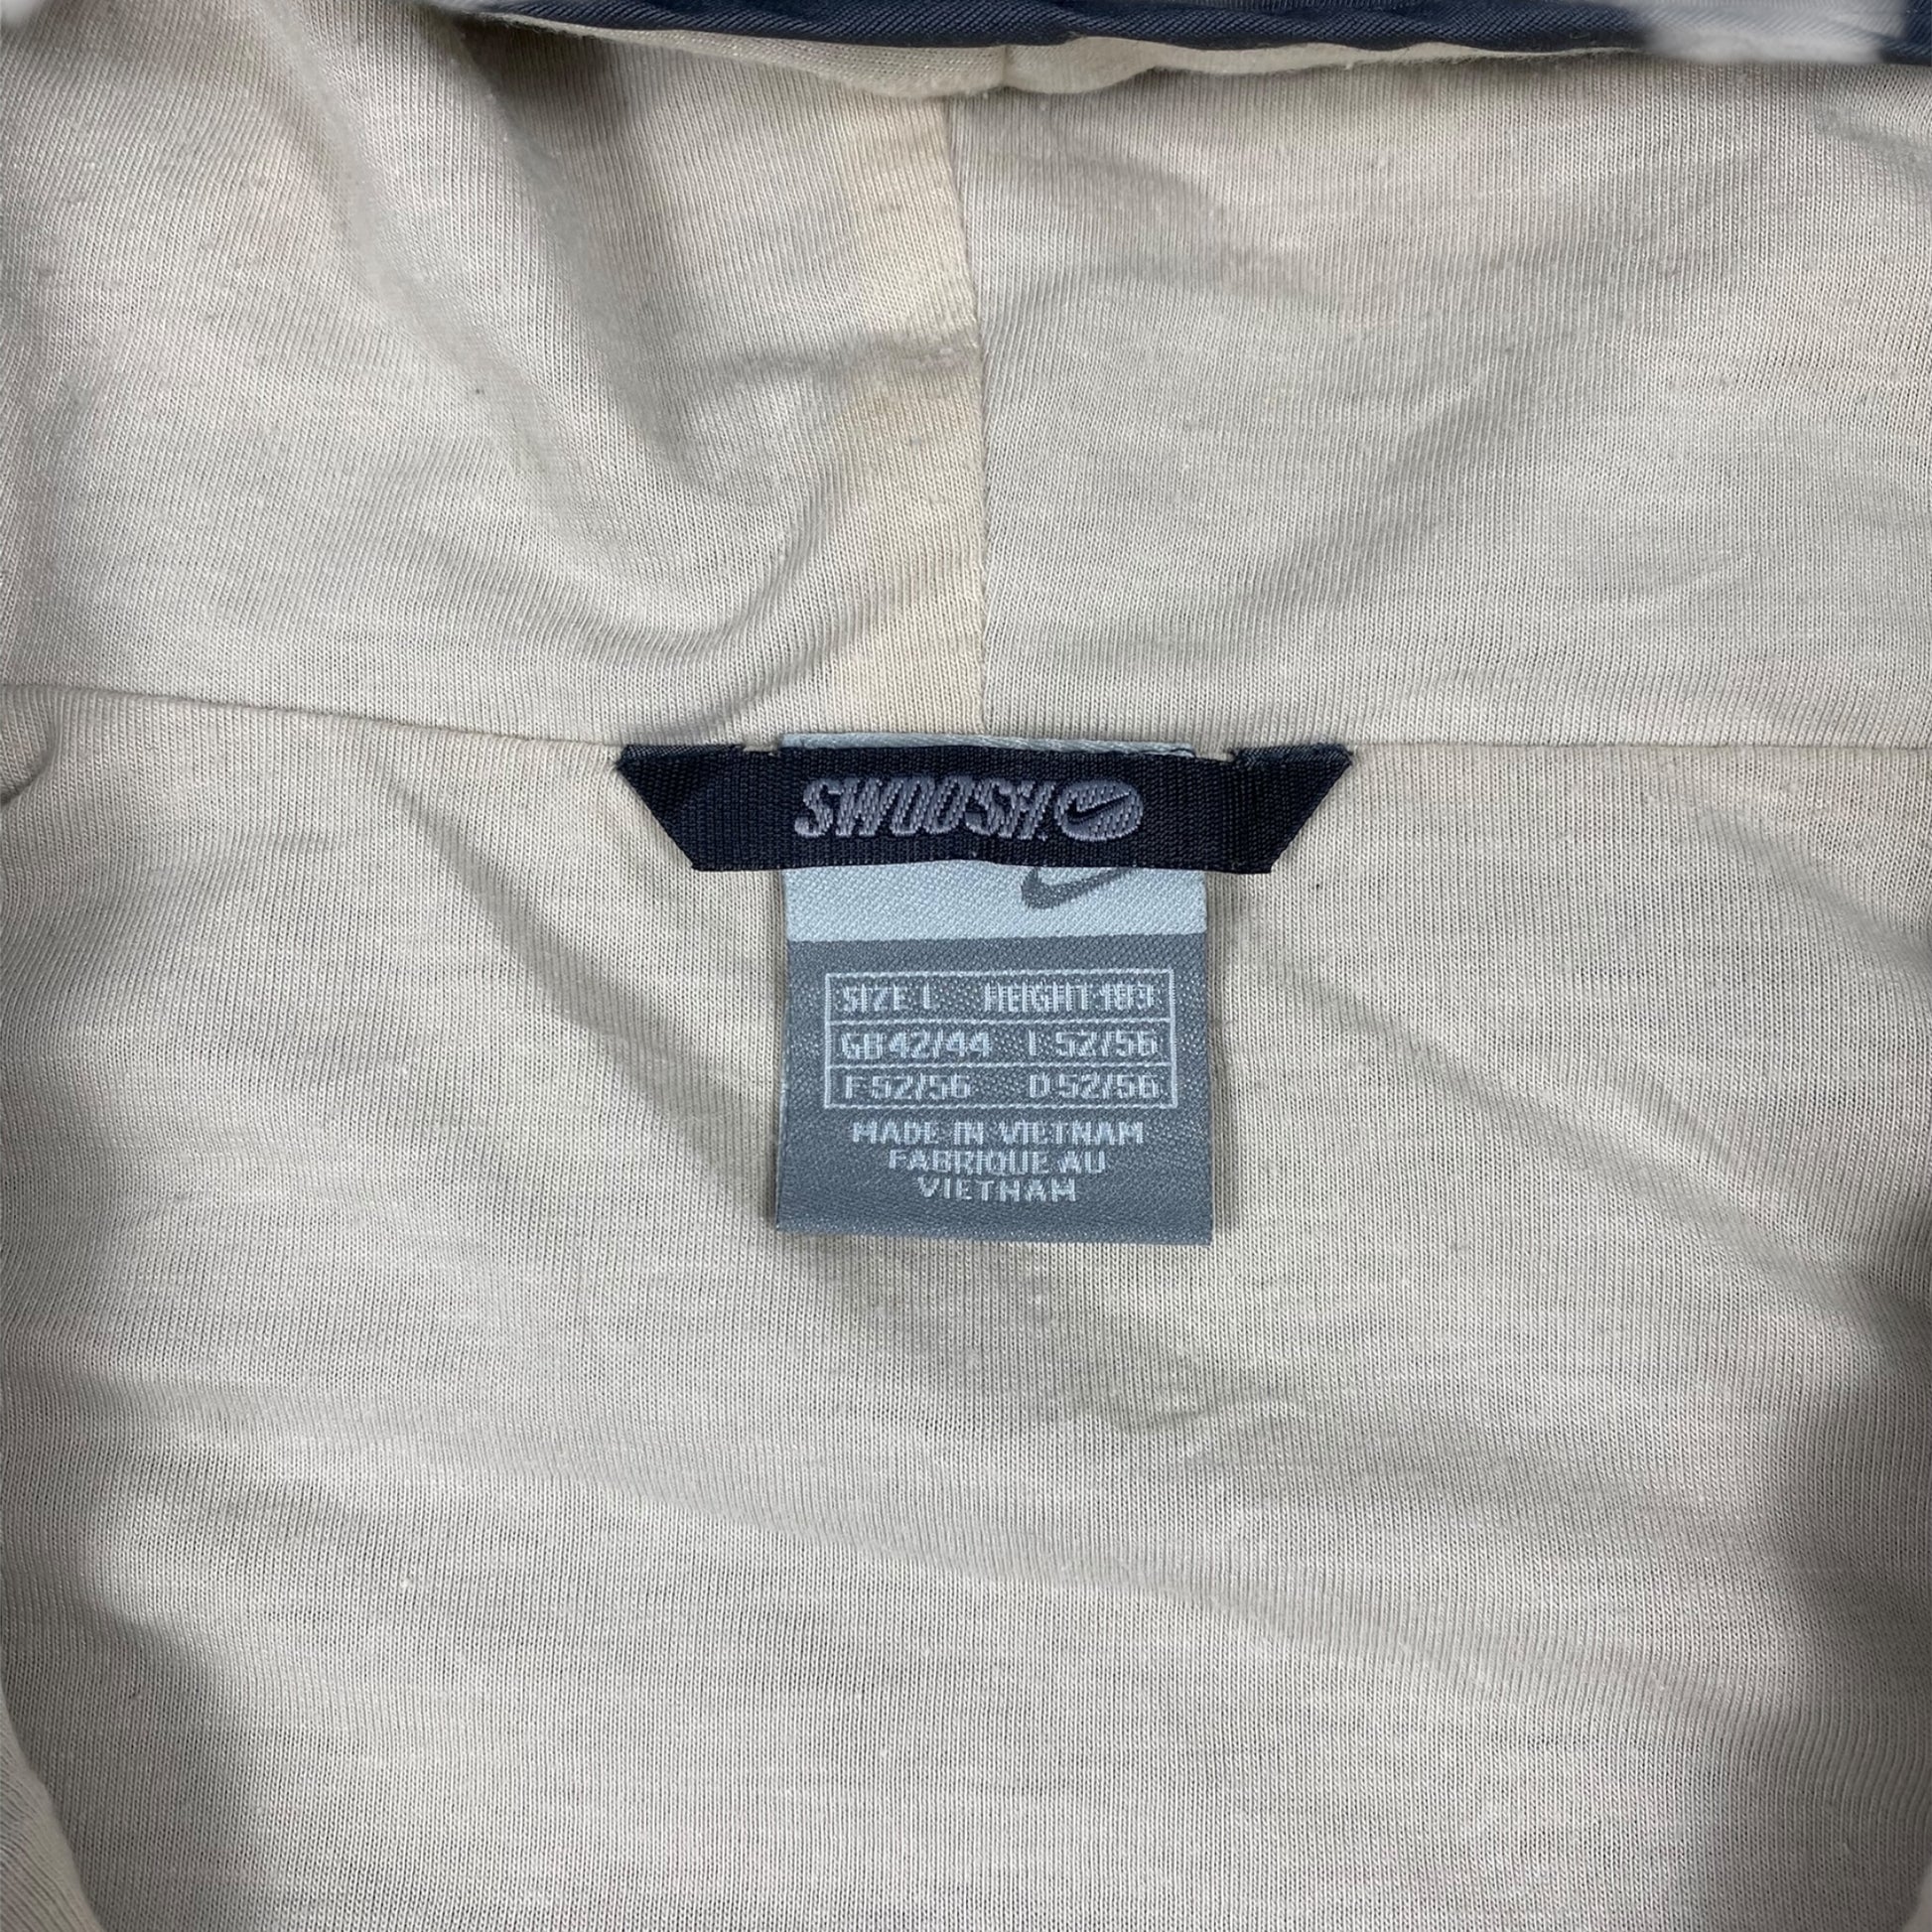 SWOOSH
SIZE L HEIGHT 183
GB 42/44 I 52/56
F 52/56 D 52/56
MADE IN VIETNAM
FABRIQUE AU
VIETNAM